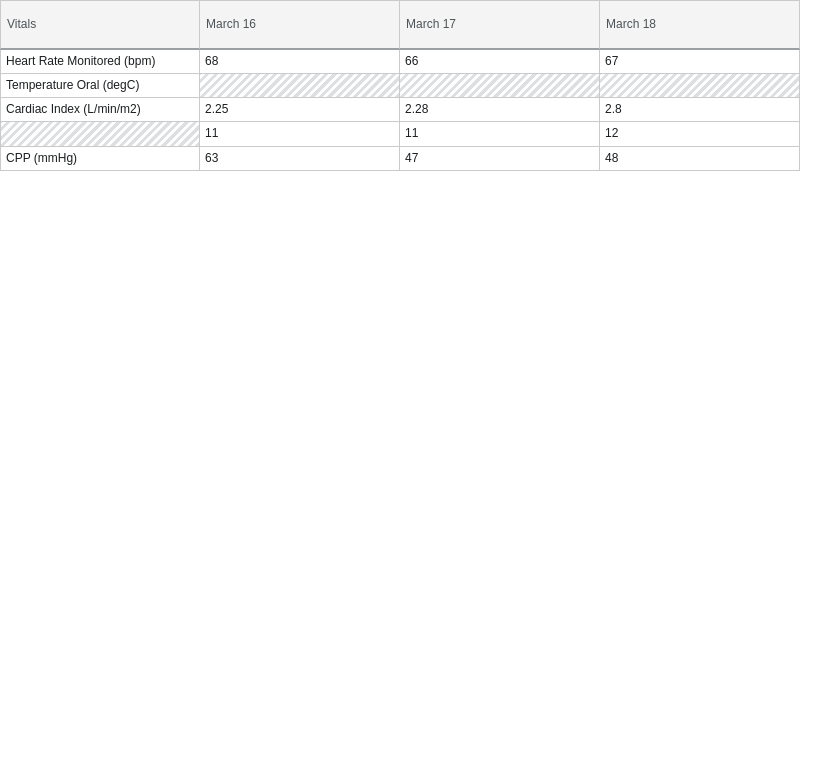 Vitals March 16 March 17 March 18
Heart Rate Monitored (bpm) 68 66 67
Temperature Oral (degC)
Cardiac Index (L/min/m2) 2.25 2.28 2.8
11 11 12
CPP (mmHg) 63 47 48